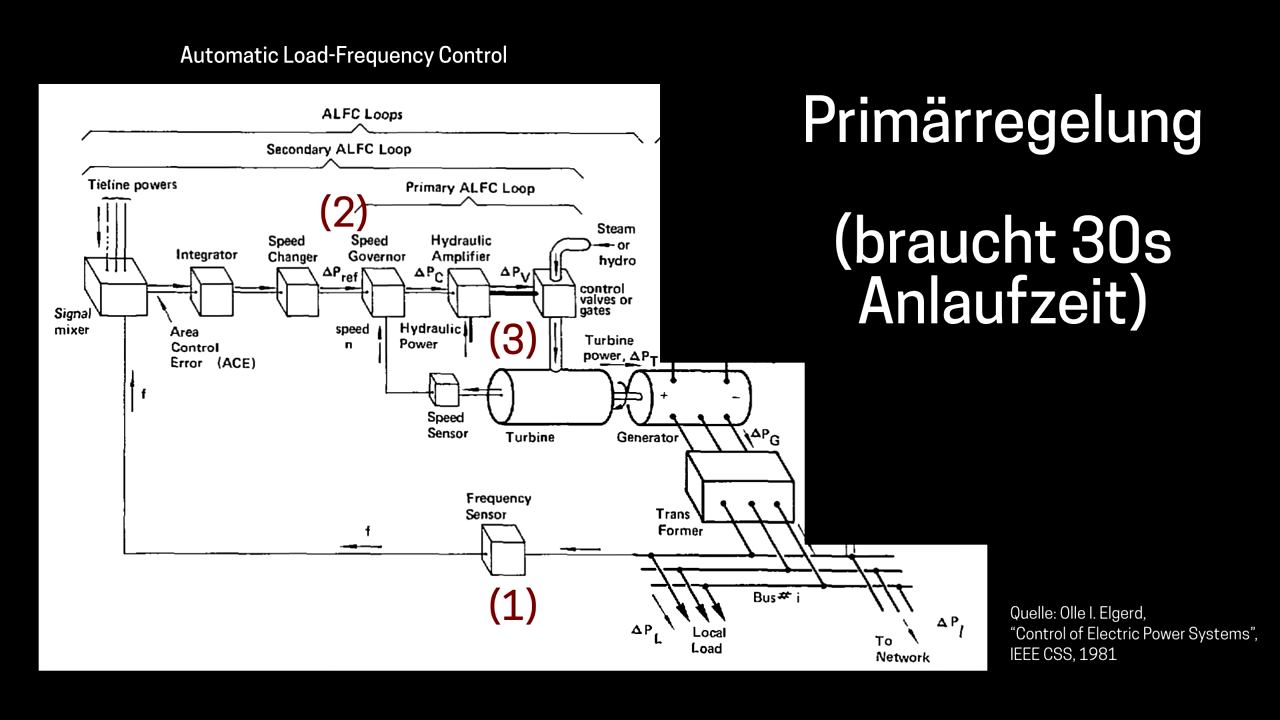 Automatic Load-Frequency Control
Primärregelung
(braucht 30s
Anlaufzeit)
ALFC Loops
Secondary ALFC Loop
Primary ALFC Loop
Tieline powers
(2)
Steam
or
hydro
Integrator
Speed
Changer
Speed
Governor
Hydraulic
Amplifier
ΔPref
ΔPC
ΔPV
control
valves or
gates
Signal
mixer
Area
Control
Error (ACE)
speed
n
Hydraulic
Power
(3)
Turbine
power, ΔPT
f
+
–
Speed
Sensor
Turbine
Generator
ΔPG
Frequency
Sensor
Trans
Former
f
(1)
Bus # i
ΔPL
Local
Load
To
Network
ΔPl
Quelle: Olle I. Elgerd,
“Control of Electric Power Systems”,
IEEE CSS, 1981